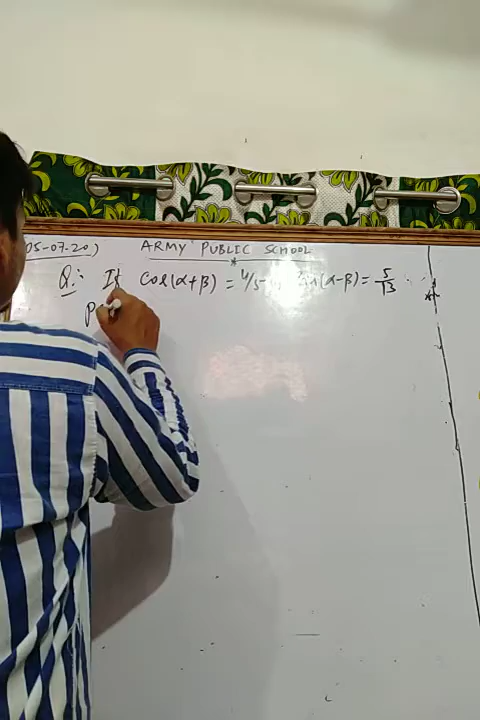 05-07-20) ARMY PUBLIC SCHOOL
Q:- If cos(α+β) = 4/5 sin(α-β) = 5/13
P